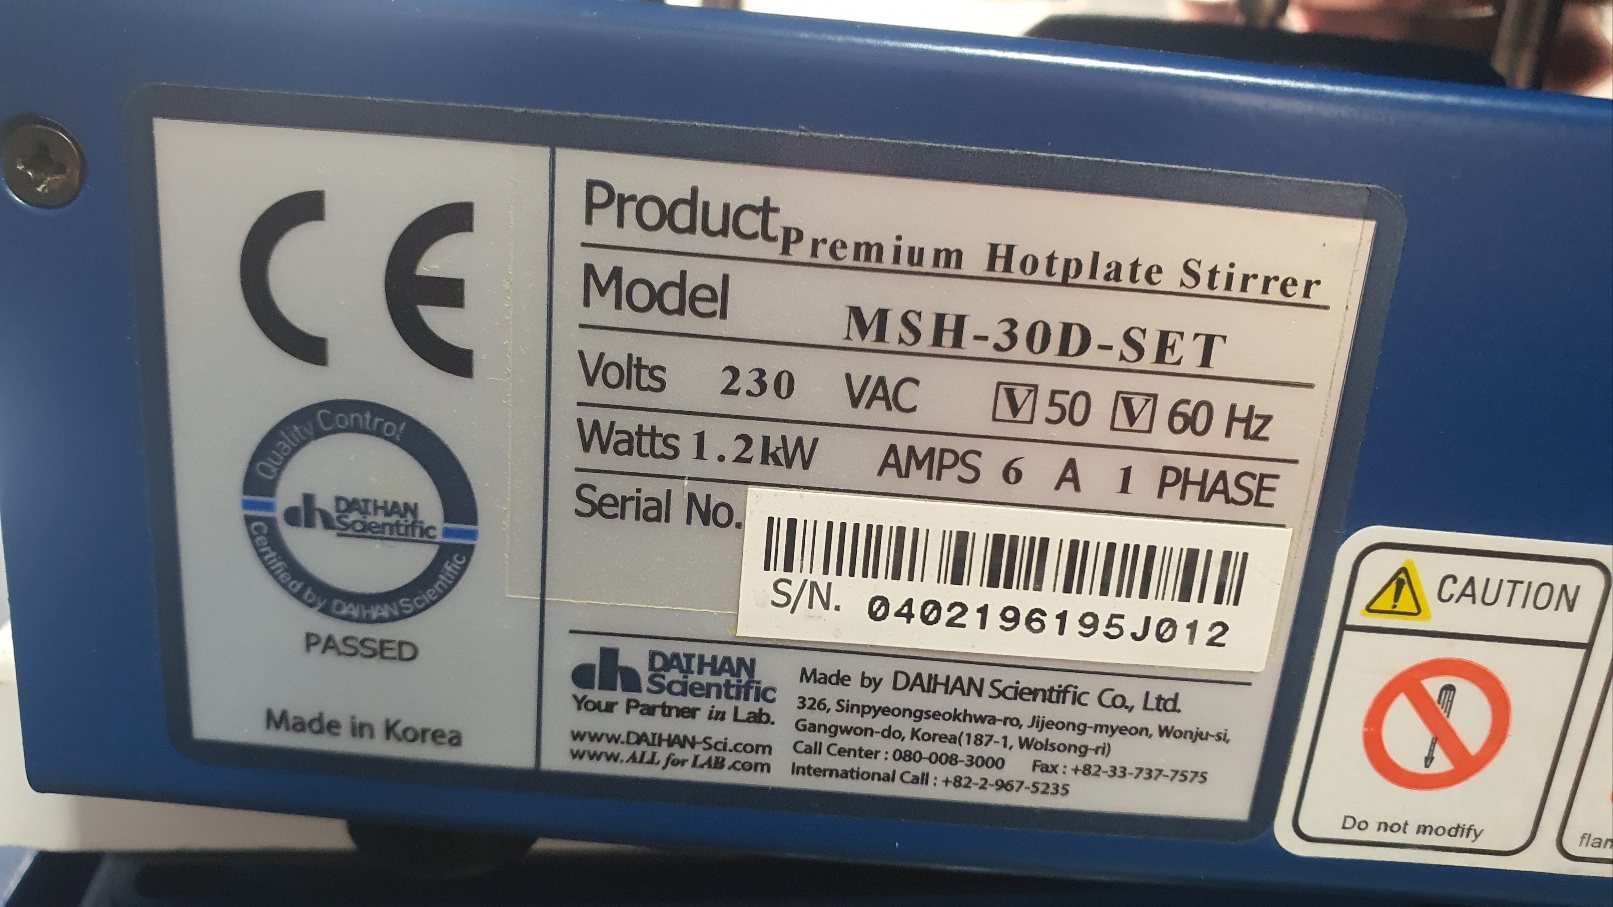 CE
Quality Control
DAIHAN
Scientific
Certified by DAIHAN Scientific
PASSED
Made in Korea
Product Premium Hotplate Stirrer
Model MSH-30D-SET
Volts 230 VAC V 50 V 60 Hz
Watts 1.2kW AMPS 6 A 1 PHASE
Serial No.
S/N. 0402196195J012
DAIHAN
Scientific
Your Partner in Lab.
www.DAIHAN-Sci.com
www.ALL for LAB.com
Made by DAIHAN Scientific Co., Ltd.
326, Sinpyeongseokhwa-ro, Jijeong-myeon, Wonju-si,
Gangwon-do, Korea(187-1, Wolsong-ri)
Call Center : 080-008-3000 Fax : +82-33-737-7575
International Call : +82-2-967-5235
CAUTION
Do not modify